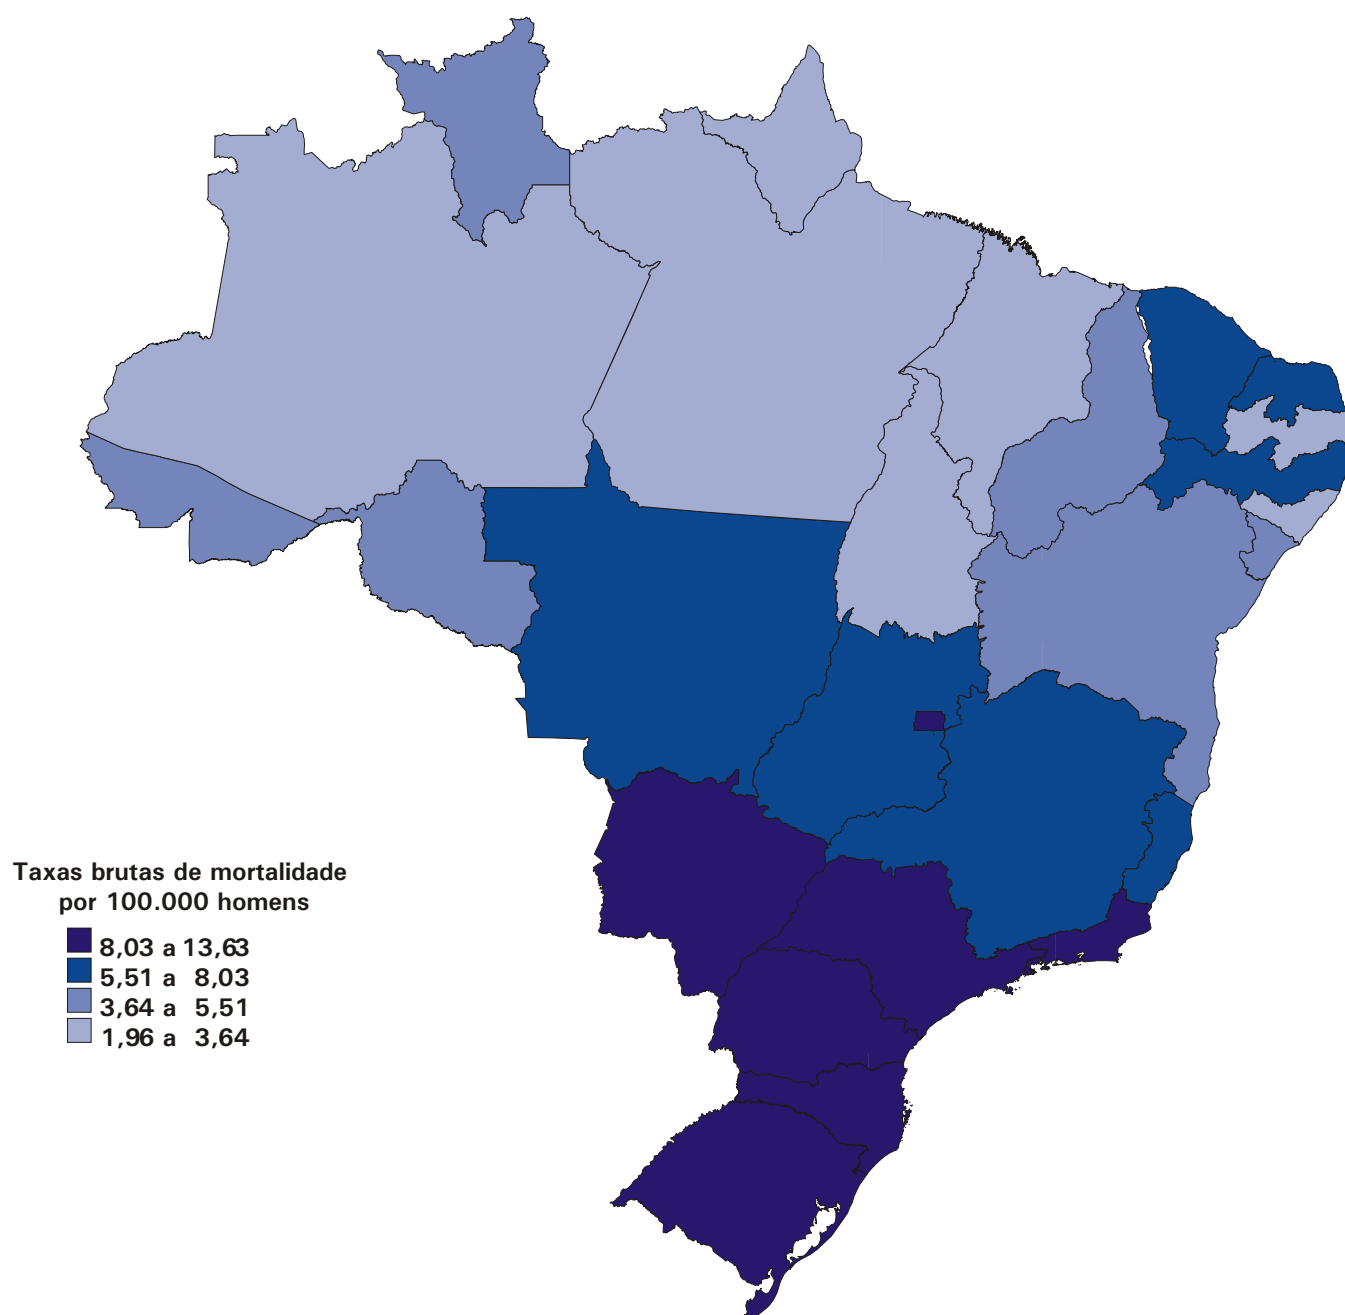 Taxas brutas de mortalidade
por 100.000 homens
8,03 a 13,63
5,51 a 8,03
3,64 a 5,51
1,96 a 3,64